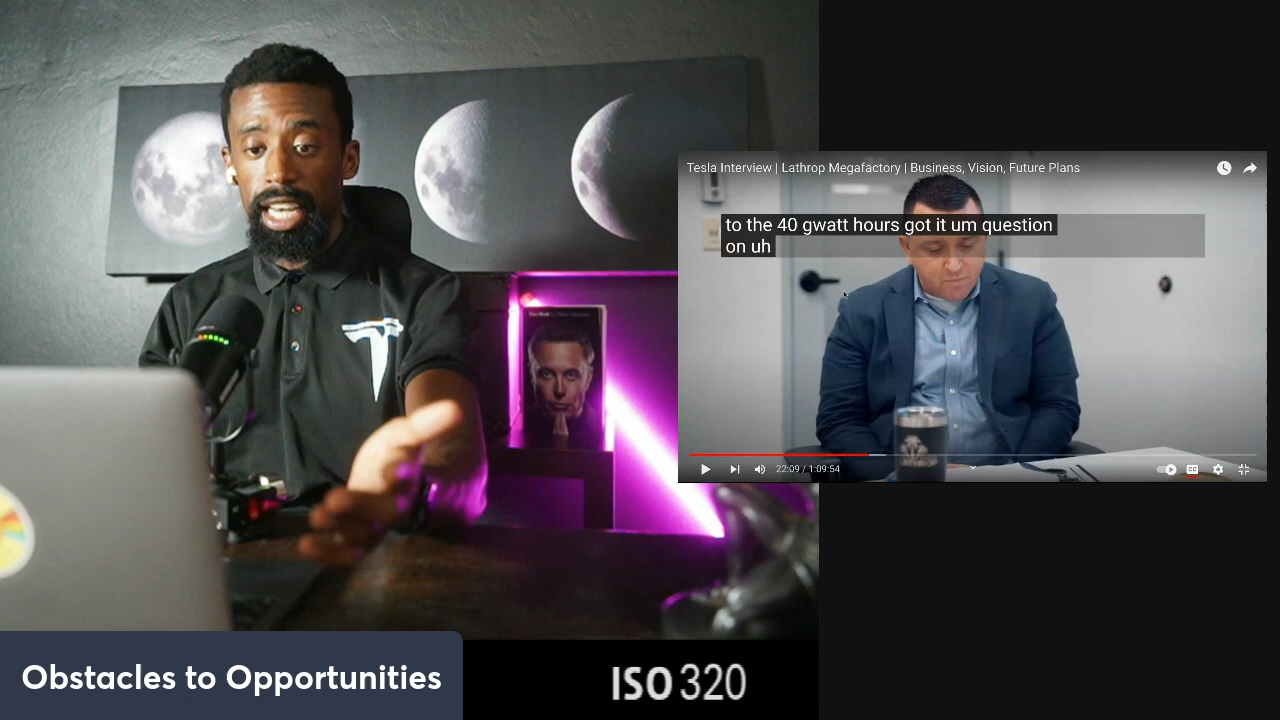 Tesla Interview | Lathrop Megafactory | Business, Vision, Future Plans
to the 40 gwatt hours got it um question
on uh
22:09 / 1:09:54
CC
Obstacles to Opportunities
ISO 320